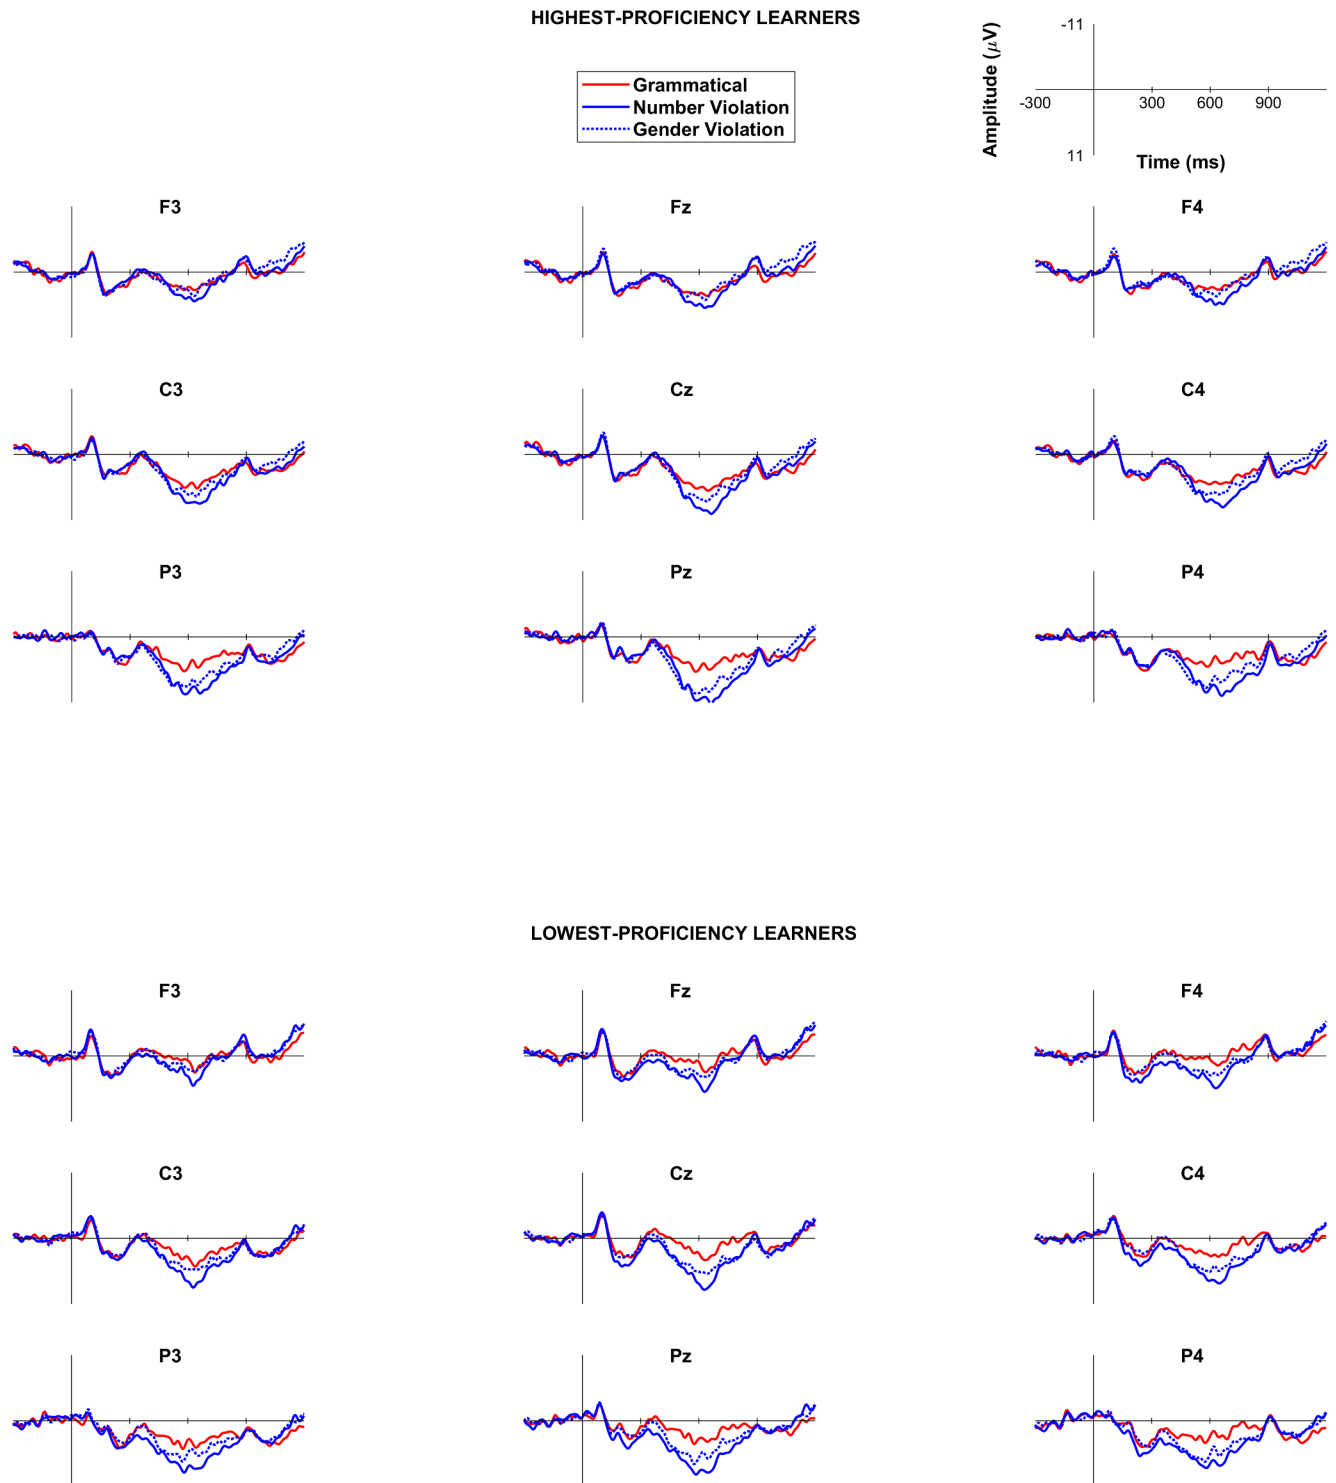 HIGHEST-PROFICIENCY LEARNERS
Grammatical
Number Violation
Gender Violation
Amplitude (μV)
-11
-300 300 600 900
11
Time (ms)
F3 Fz F4
C3 Cz C4
P3 Pz P4
LOWEST-PROFICIENCY LEARNERS
F3 Fz F4
C3 Cz C4
P3 Pz P4